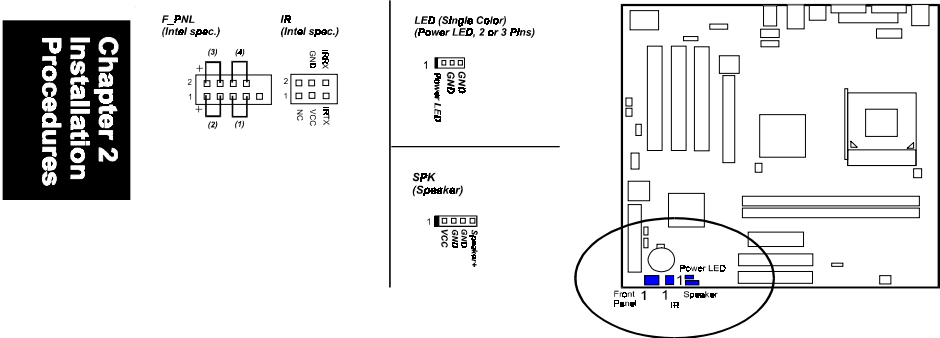 Chapter 2
Installation
Procedures
F_PNL
(Intel spec.)
(3) (4)
+
2
1
+
(2) (1)
IR
(Intel spec.)
GND IRRX
2
1
NC VCC IRTX
LED (Single Color)
(Power LED, 2 or 3 Pins)
1
Power LED
GND
GND
SPK
(Speaker)
1
VCC
GND
GND
Speaker+
Power LED
1
Front
Panel
1
1
IR
Speaker